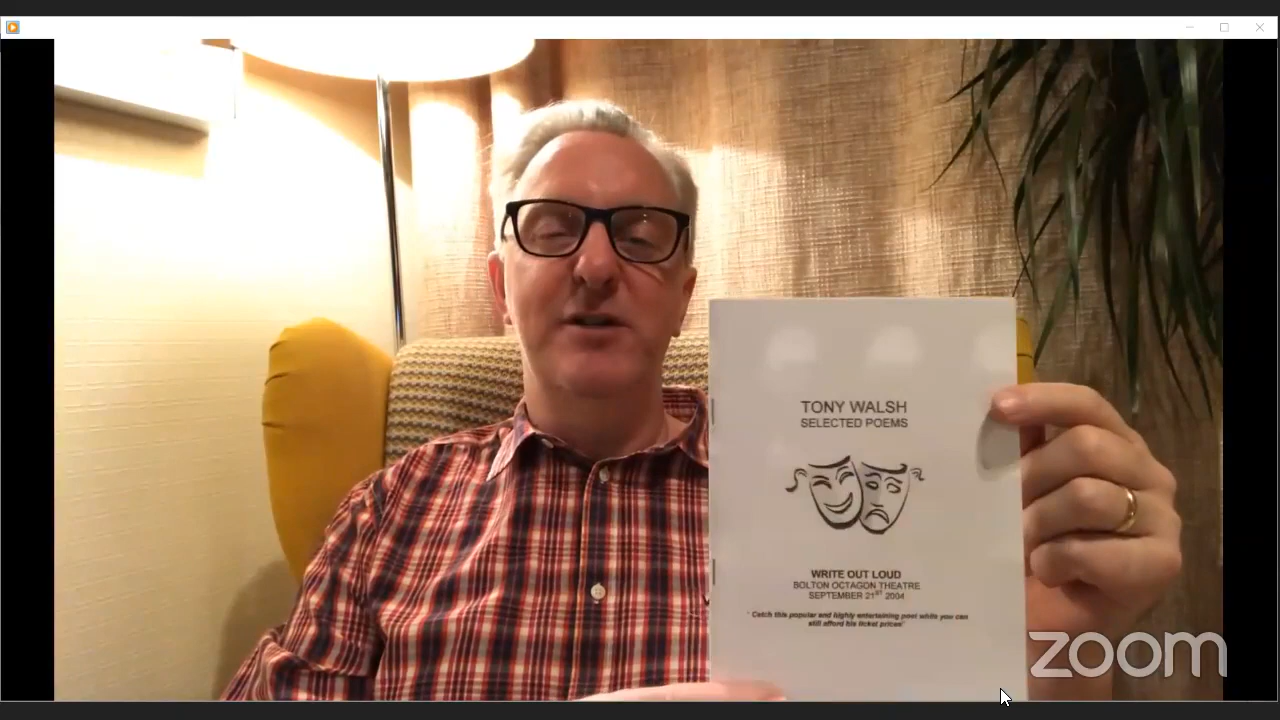 TONY WALSH
SELECTED POEMS
WRITE OUT LOUD
BOLTON OCTAGON THEATRE
SEPTEMBER 21ST 2004
" Catch this popular and highly entertaining poet while you can
still afford his ticket prices"
zoom